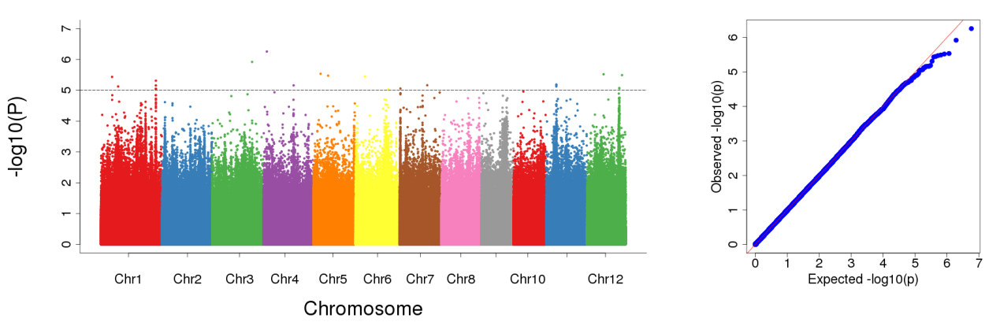 -log10(P)
7
6
5
4
3
2
1
0
Chr1 Chr2 Chr3 Chr4 Chr5 Chr6 Chr7 Chr8 Chr10 Chr12
Chromosome
Observed -log10(p)
6
5
4
3
2
1
0
0 1 2 3 4 5 6 7
Expected -log10(p)